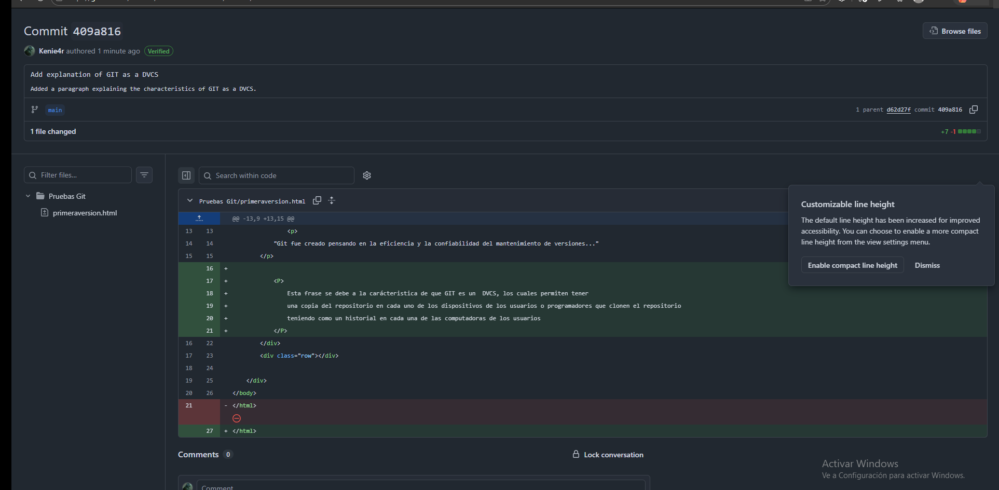 Commit 409a816
Browse files
Kenie4r authored 1 minute ago Verified
Add explanation of GIT as a DVCS
Added a paragraph explaining the characteristics of GIT as a DVCS.
main
1 parent d62d27f commit 409a816
1 file changed
+7 -1
Filter files...
Search within code
Pruebas Git
primeraversion.html
Pruebas Git/primeraversion.html
@@ -13,9 +13,15 @@
13 13 <p>
14 14 "Git fue creado pensando en la eficiencia y la confiabilidad del mantenimiento de versiones..."
15 15 </p>
16 +
17 + <P>
18 + Esta frase se debe a la carácteristica de que GIT es un  DVCS, los cuales permiten tener
19 + una copia del repositorio en cada uno de los dispositivos de los usuarios o programadores que clonen el repositorio
20 + teniendo como un historial en cada una de las computadoras de los usuarios
21 + </P>
16 22 </div>
17 23 <div class="row"></div>
18 24
19 25 </div>
20 26 </body>
21 - </html>
27 + </html>
Customizable line height
The default line height has been increased for improved
accessibility. You can choose to enable a more compact
line height from the view settings menu.
Enable compact line height Dismiss
Comments 0
Lock conversation
Comment
Activar Windows
Ve a Configuración para activar Windows.